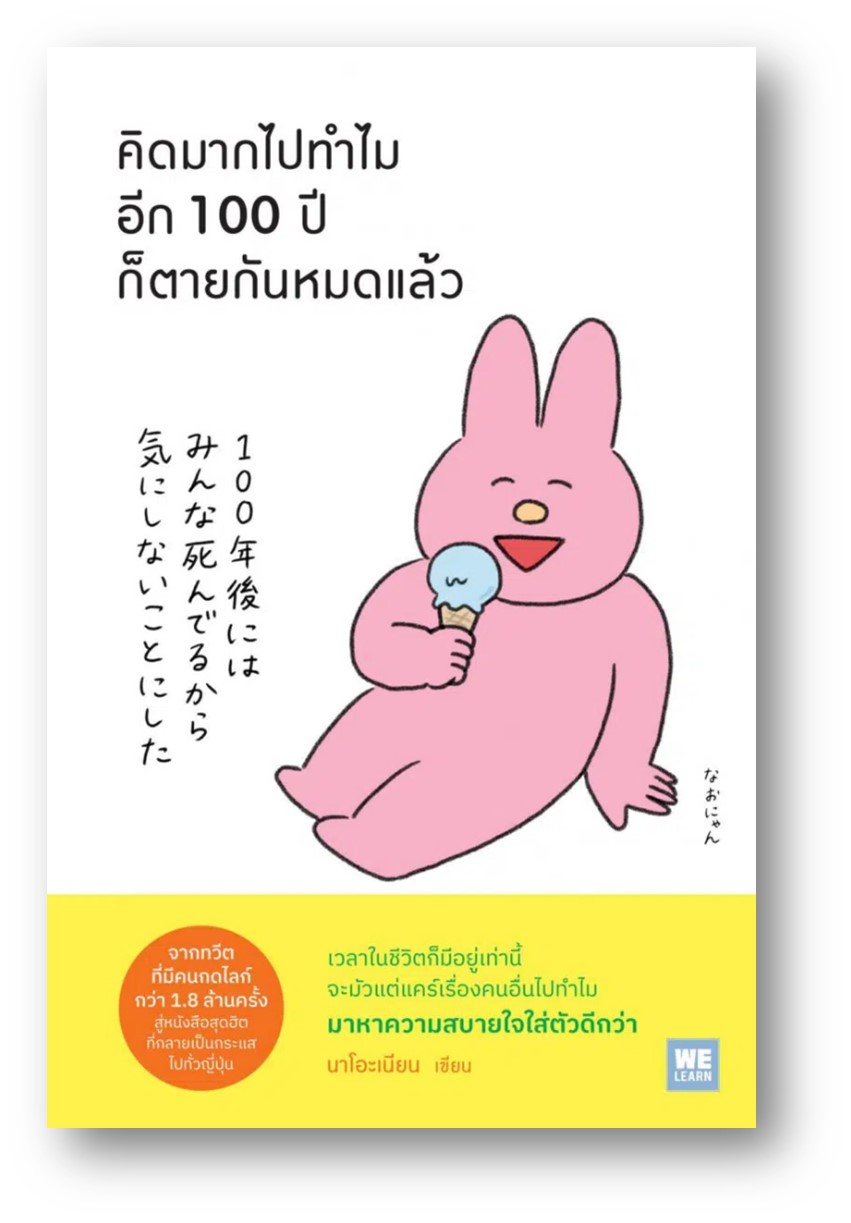 คิดมากไปทำไม
อีก 100 ปี
ก็ตายกันหมดแล้ว
100年後には
みんな死んでるから
気にしないことにした
なおにゃん
จากทวีต
ที่มีคนกดไลก์
กว่า 1.8 ล้านครั้ง
สู่หนังสือสุดฮิต
ที่กลายเป็นกระแส
ไปทั่วญี่ปุ่น
เวลาในชีวิตก็มีอยู่เท่านี้
จะมัวแต่แคร์เรื่องคนอื่นไปทำไม
มาหาความสบายใจใส่ตัวดีกว่า
นาโอะเนียน เขียน
WE
LEARN